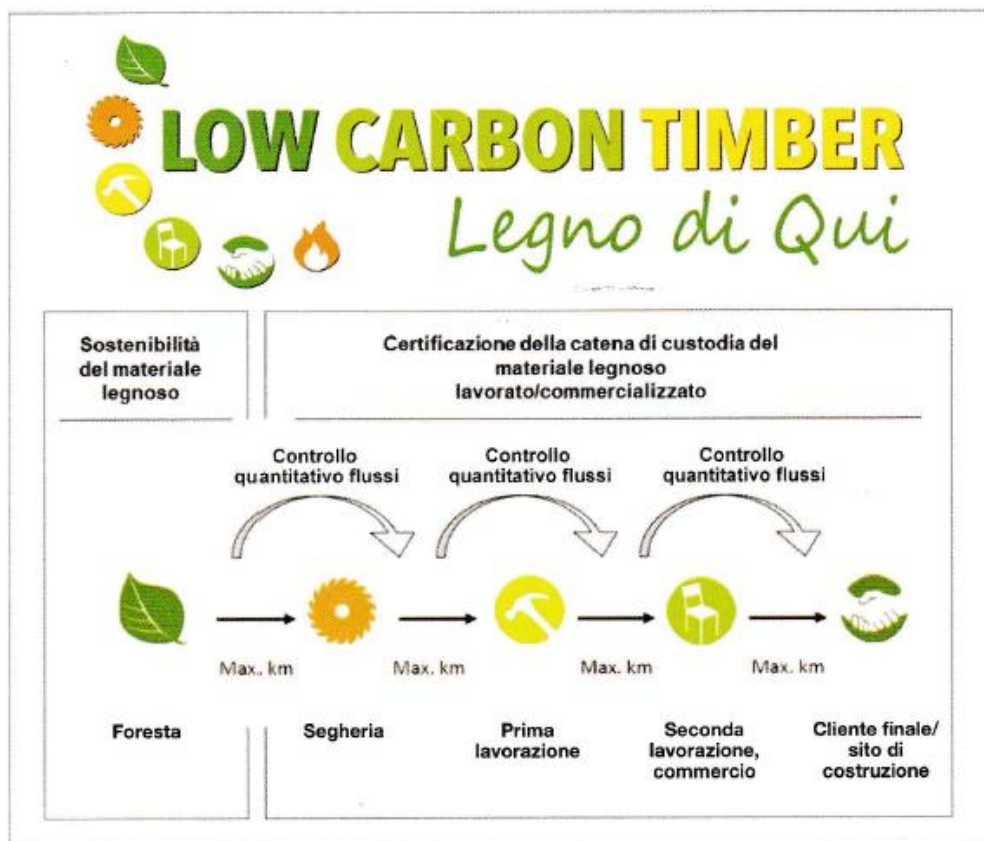 LOW CARBON TIMBER
Legno di Qui
Sostenibilità
del materiale
legnoso
Certificazione della catena di custodia del
materiale legnoso
lavorato/commercializzato
Controllo
quantitativo flussi
Controllo
quantitativo flussi
Controllo
quantitativo flussi
Max. km
Max. km
Max. km
Max. km
Foresta
Segheria
Prima
lavorazione
Seconda
lavorazione,
commercio
Cliente finale/
sito di
costruzione